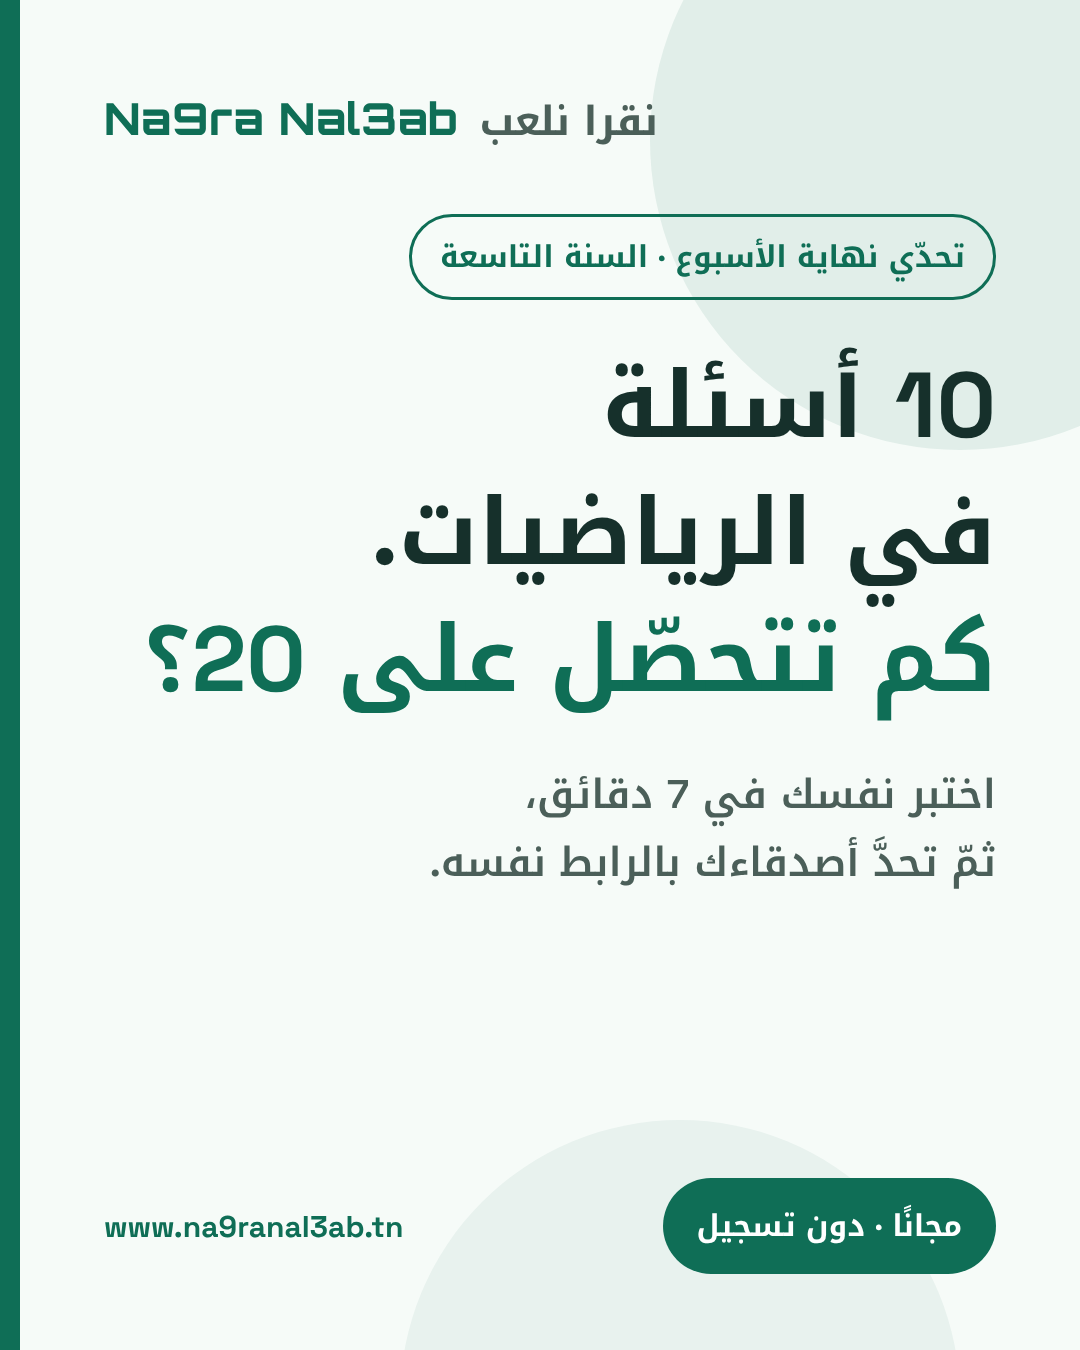 Na9ra Nal3ab نقرا نلعب
تحدّي نهاية الأسبوع · السنة التاسعة
10 أسئلة
في الرياضيات.
كم تتحصّل على 20؟
اختبر نفسك في 7 دقائق،
ثمّ تحدَّ أصدقاءك بالرابط نفسه.
مجانًا · دون تسجيل
www.na9ranal3ab.tn